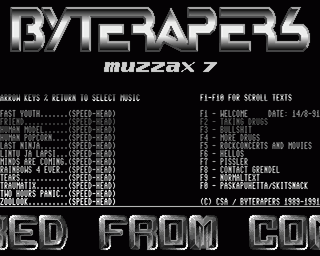 BYTERAPERS
muzzax 7
ARROW KEYS & RETURN TO SELECT MUSIC
FAST YOUTH......(SPEED-HEAD)
FRIEND..........(SPEED-HEAD)
HUMAN MODEL.....(SPEED-HEAD)
HUMAN POPCORN...(SPEED-HEAD)
LAST NINJA......(SPEED-HEAD)
LINTU JA LAPSI..(SPEED-HEAD)
MINDS ARE COMING.(SPEED-HEAD)
RAINBOWS 4 EVER..(SPEED-HEAD)
TEARS...........(SPEED-HEAD)
TRAUMATIX.......(SPEED-HEAD)
TWO HOURS PANIC..(SPEED-HEAD)
ZOOLOOK.........(SPEED-HEAD)
F1-F10 FOR SCROLL TEXTS
F1 - WELCOME DATE: 14/8-91
F2 - TAKING DRUGS
F3 - BULLSHIT
F4 - MORE DRUGS
F5 - ROCKCONCERTS AND MOVIES
F6 - HELLOS
F7 - PISSLER
F8 - CONTACT GRENDEL
F9 - NORMALTEXT
F0 - PASKAPUHETTA/SKITSNACK
(C) CSA / BYTERAPERS 1989-1991
KED FROM CON